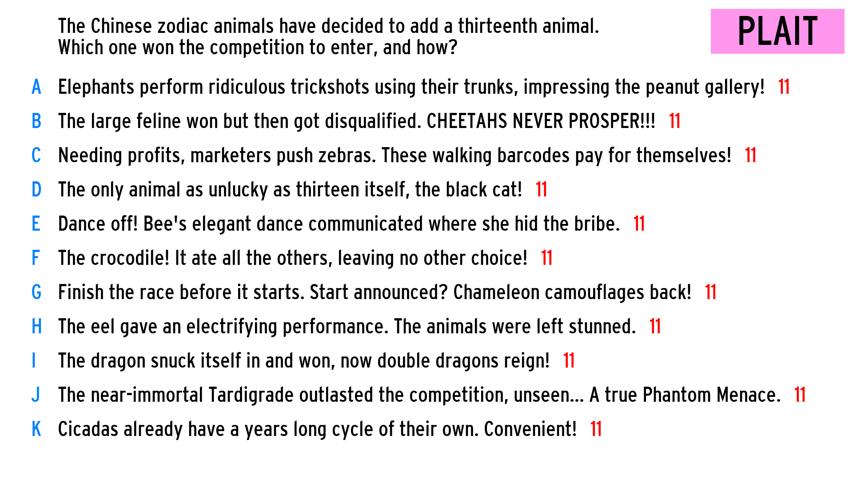 The Chinese zodiac animals have decided to add a thirteenth animal.
Which one won the competition to enter, and how?
PLAIT
A Elephants perform ridiculous trickshots using their trunks, impressing the peanut gallery! 11
B The large feline won but then got disqualified. CHEETAHS NEVER PROSPER!!! 11
C Needing profits, marketers push zebras. These walking barcodes pay for themselves! 11
D The only animal as unlucky as thirteen itself, the black cat! 11
E Dance off! Bee's elegant dance communicated where she hid the bribe. 11
F The crocodile! It ate all the others, leaving no other choice! 11
G Finish the race before it starts. Start announced? Chameleon camouflages back! 11
H The eel gave an electrifying performance. The animals were left stunned. 11
I The dragon snuck itself in and won, now double dragons reign! 11
J The near-immortal Tardigrade outlasted the competition, unseen... A true Phantom Menace. 11
K Cicadas already have a years long cycle of their own. Convenient! 11